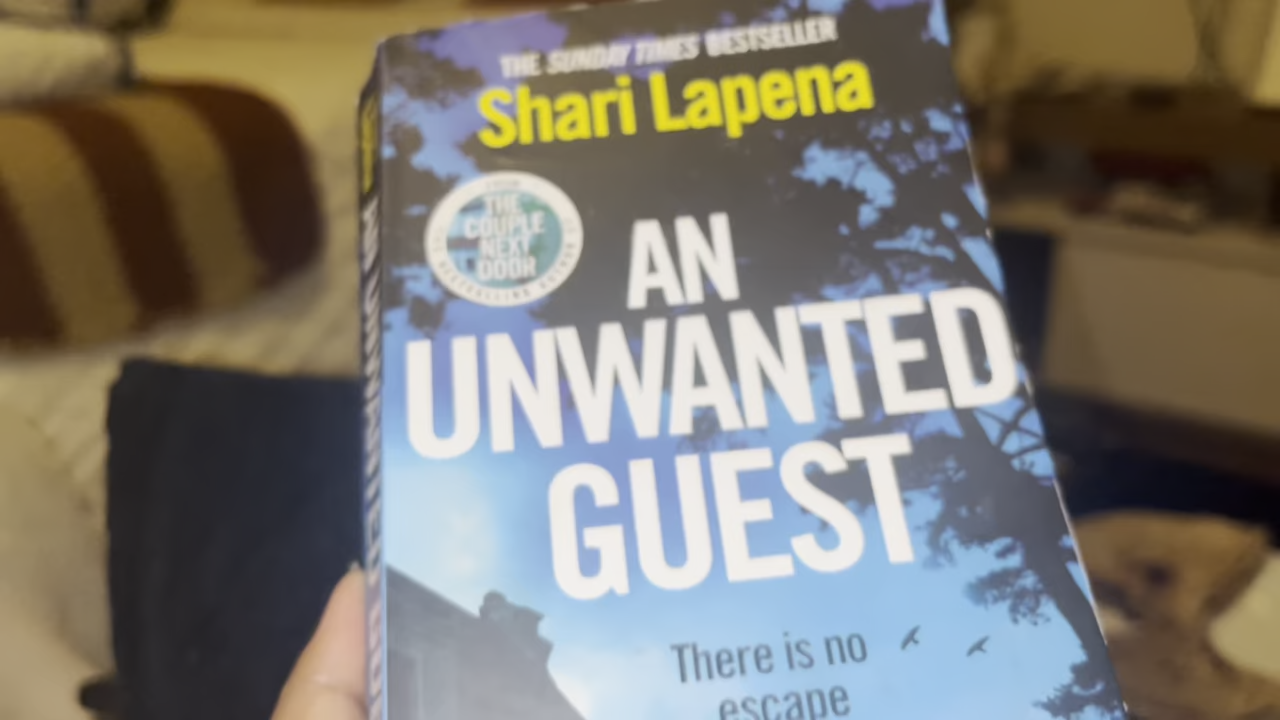 THE SUNDAY TIMES BESTSELLER
Shari Lapena
THE
COUPLE
NEXT
DOOR
AN
UNWANTED
GUEST
There is no
escape